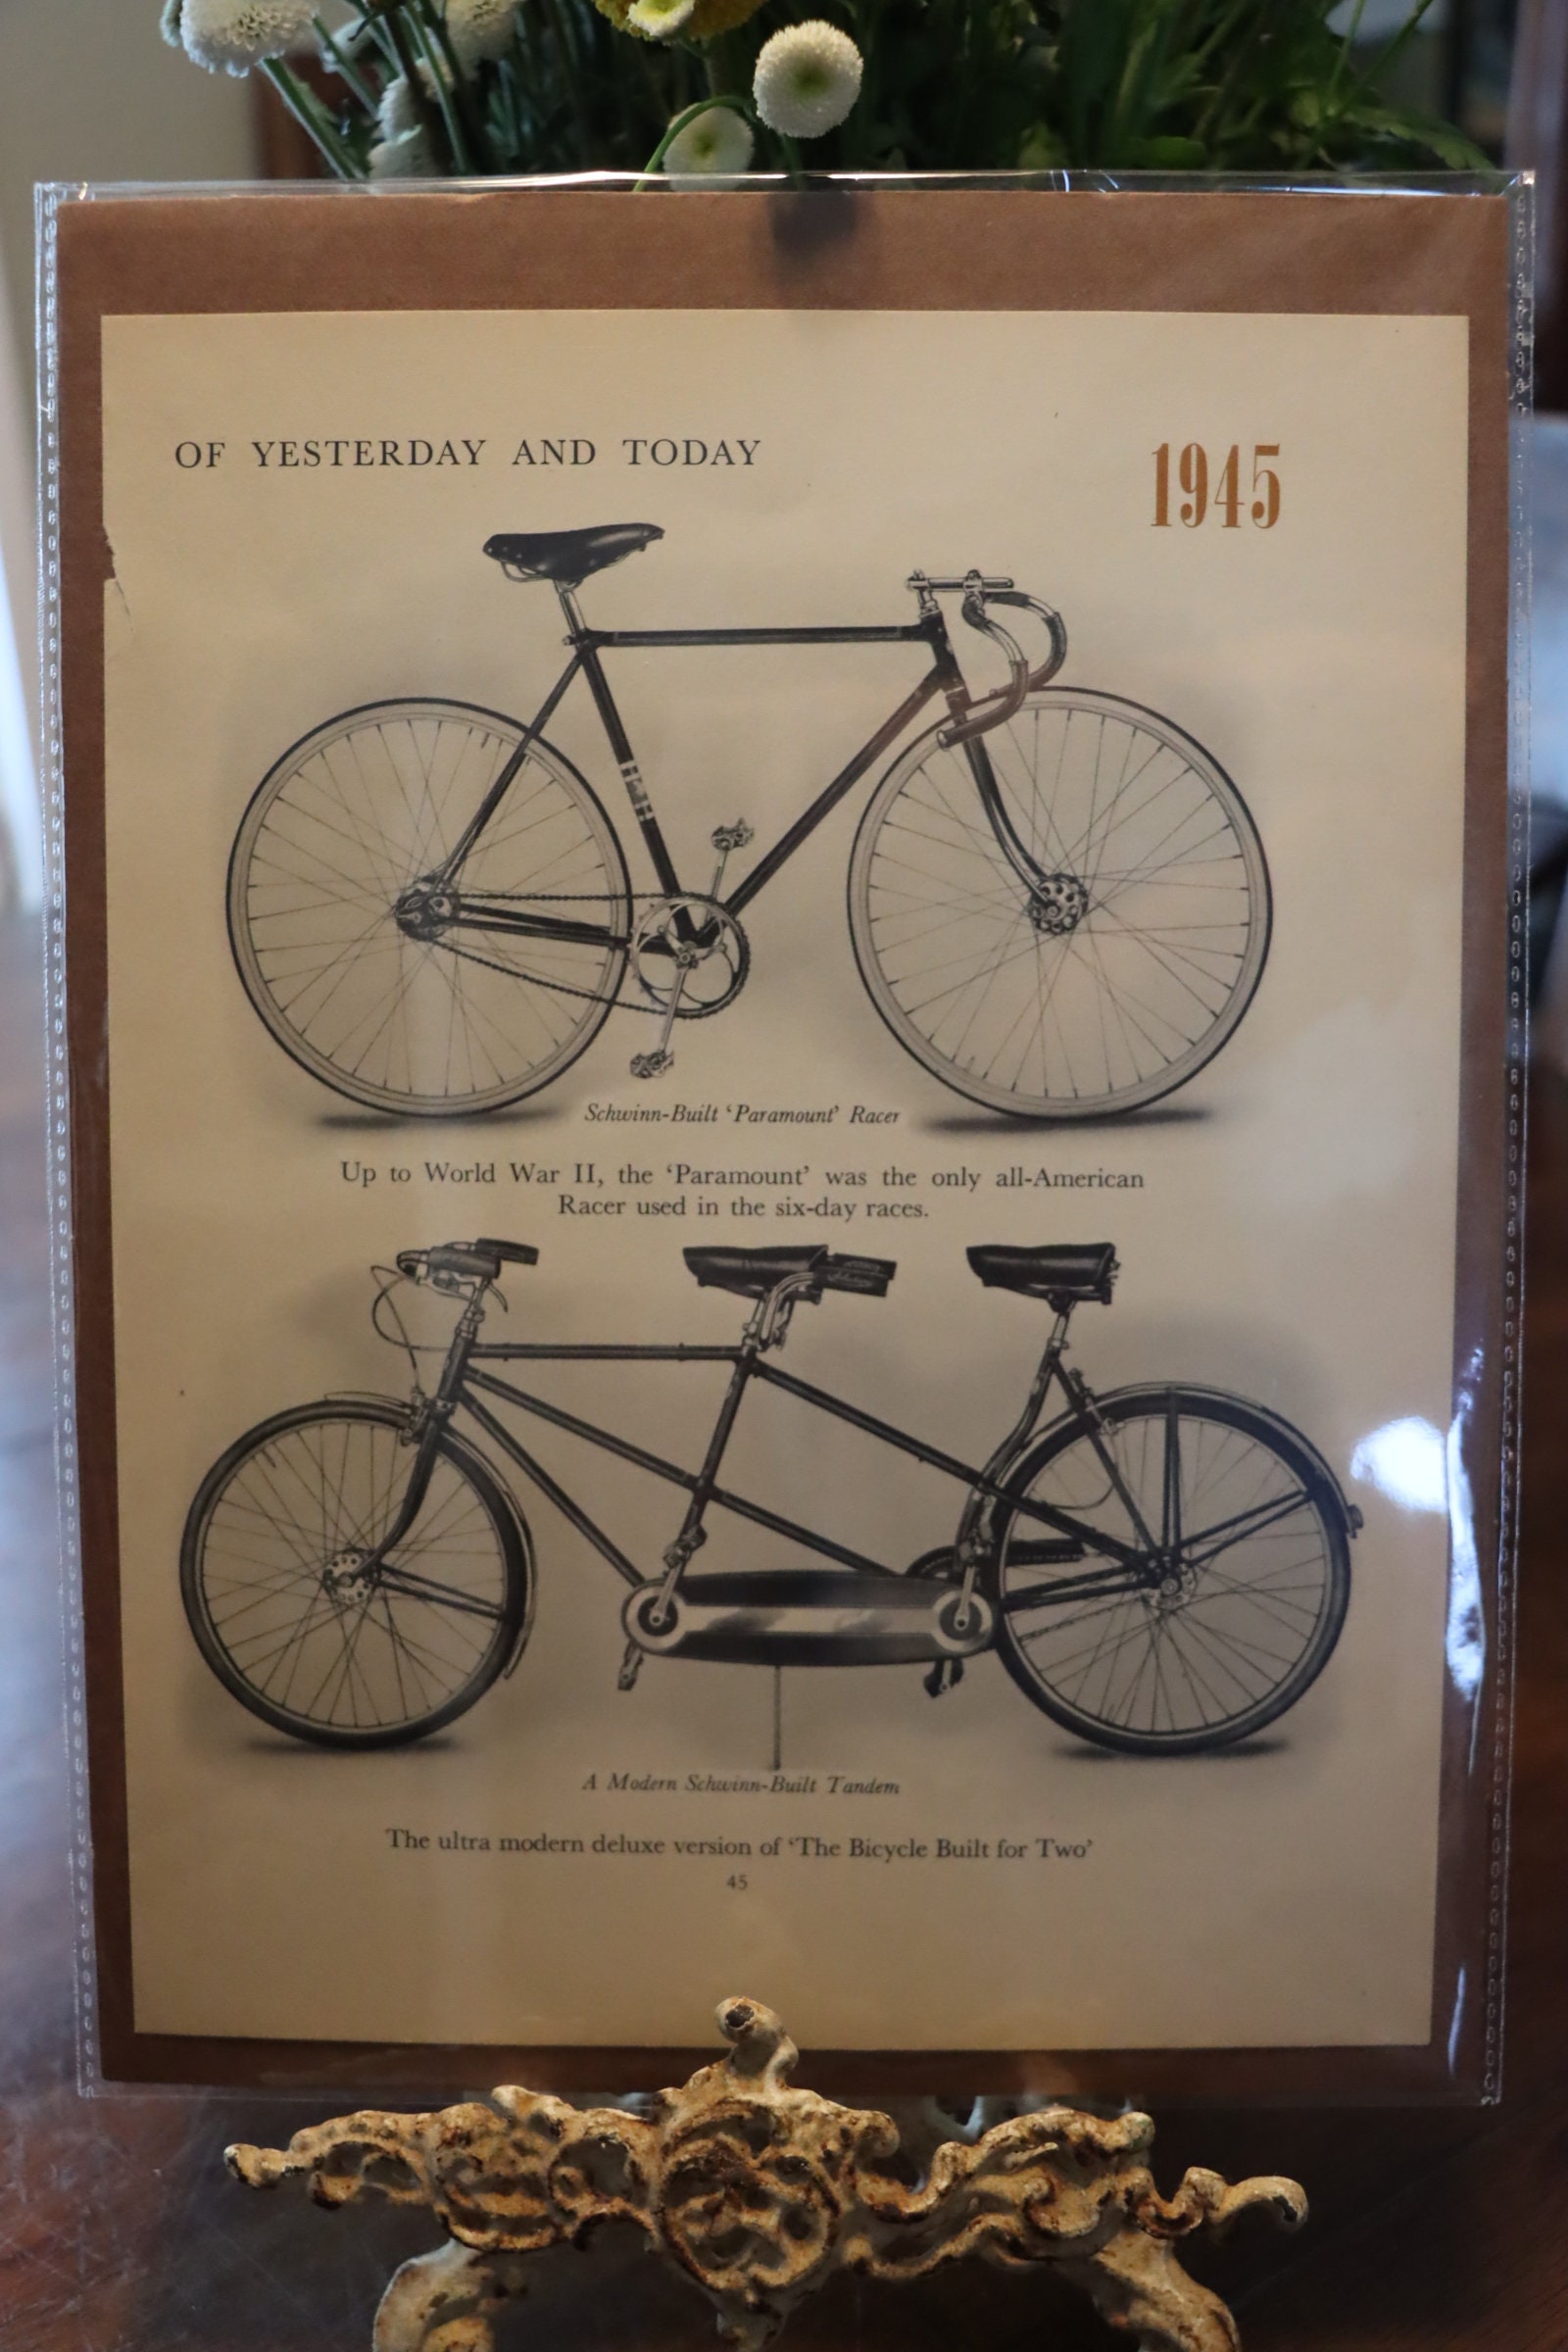 OF YESTERDAY AND TODAY
1945
Schwinn-Built ‘Paramount’ Racer
Up to World War II, the ‘Paramount’ was the only all-American
Racer used in the six-day races.
A Modern Schwinn-Built Tandem
The ultra modern deluxe version of ‘The Bicycle Built for Two’
45